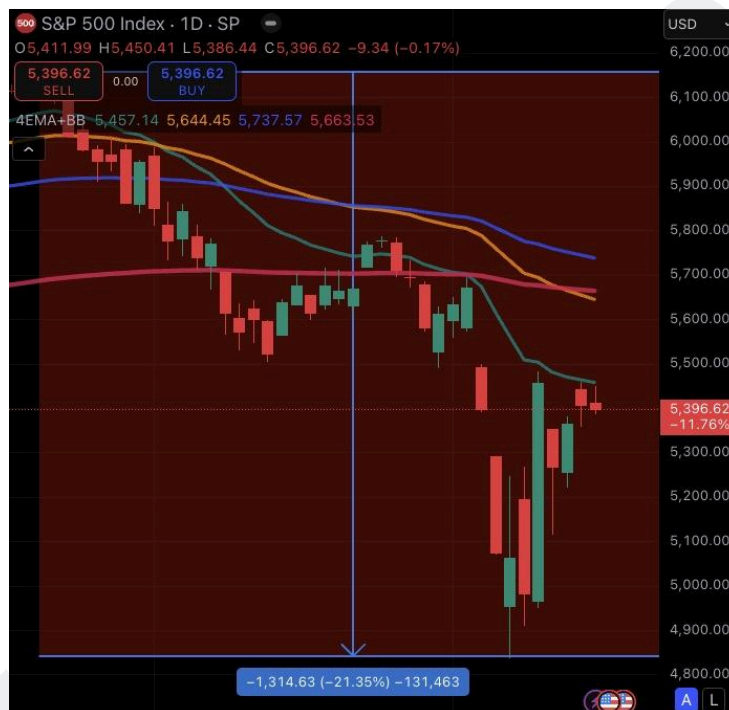 500 S&P 500 Index · 1D · SP
O5,411.99 H5,450.41 L5,386.44 C5,396.62 −9.34 (−0.17%)
5,396.62 0.00 5,396.62
SELL BUY
4EMA+BB 5,457.14 5,644.45 5,737.57 5,663.53
USD
6,200.00
6,100.00
6,000.00
5,900.00
5,800.00
5,700.00
5,600.00
5,500.00
5,396.62
−11.76%
5,300.00
5,200.00
5,100.00
5,000.00
4,900.00
4,800.00
−1,314.63 (−21.35%) −131,463
A L